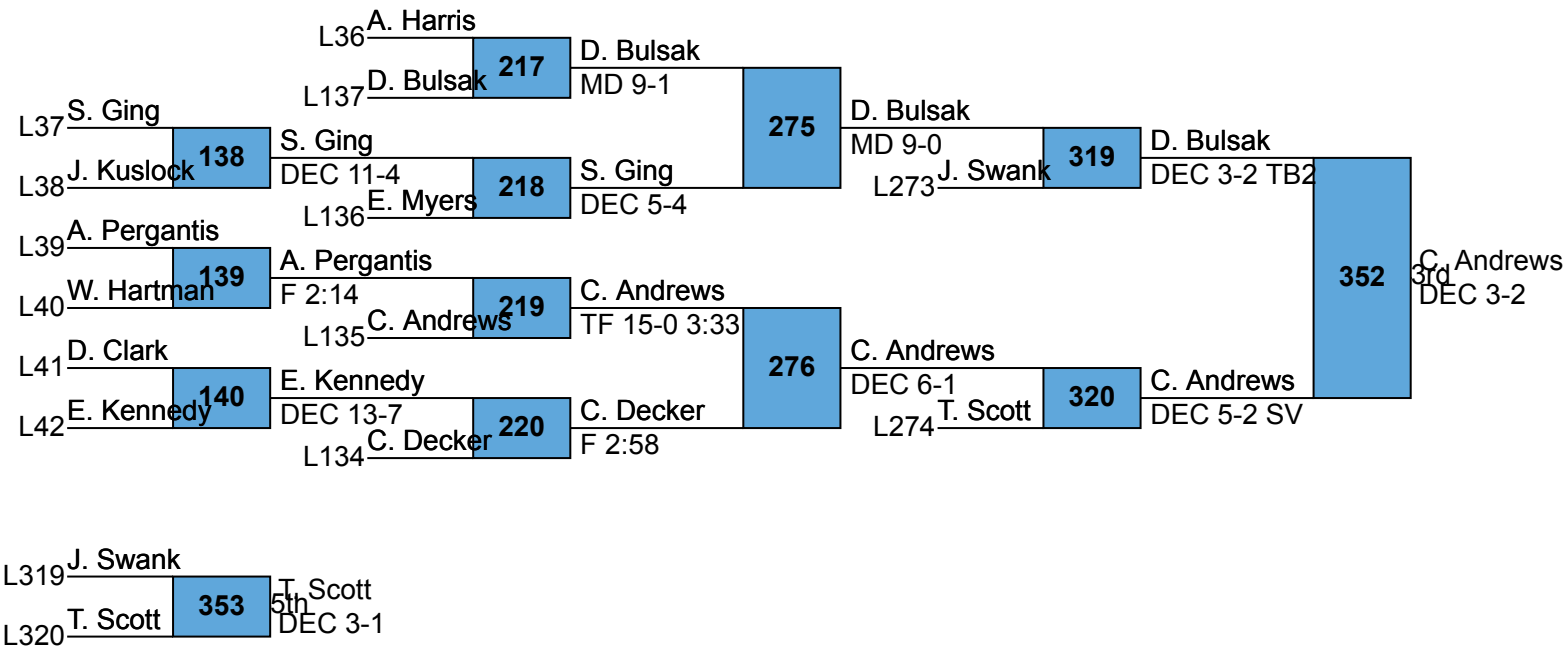 A. Harris
L36
217
D. Bulsak
MD 9-1
D. Bulsak
L137
S. Ging
L37
138
S. Ging
DEC 11-4
J. Kuslock
L38
218
S. Ging
DEC 5-4
E. Myers
L136
275
D. Bulsak
MD 9-0
J. Swank
L273
319
D. Bulsak
DEC 3-2 TB2
A. Pergantis
L39
139
A. Pergantis
F 2:14
W. Hartman
L40
219
C. Andrews
TF 15-0 3:33
C. Andrews
L135
D. Clark
L41
140
E. Kennedy
DEC 13-7
E. Kennedy
L42
220
C. Decker
F 2:58
C. Decker
L134
276
C. Andrews
DEC 6-1
T. Scott
L274
320
C. Andrews
DEC 5-2 SV
352
3rd
C. Andrews
DEC 3-2
J. Swank
L319
353
5th
T. Scott
DEC 3-1
T. Scott
L320